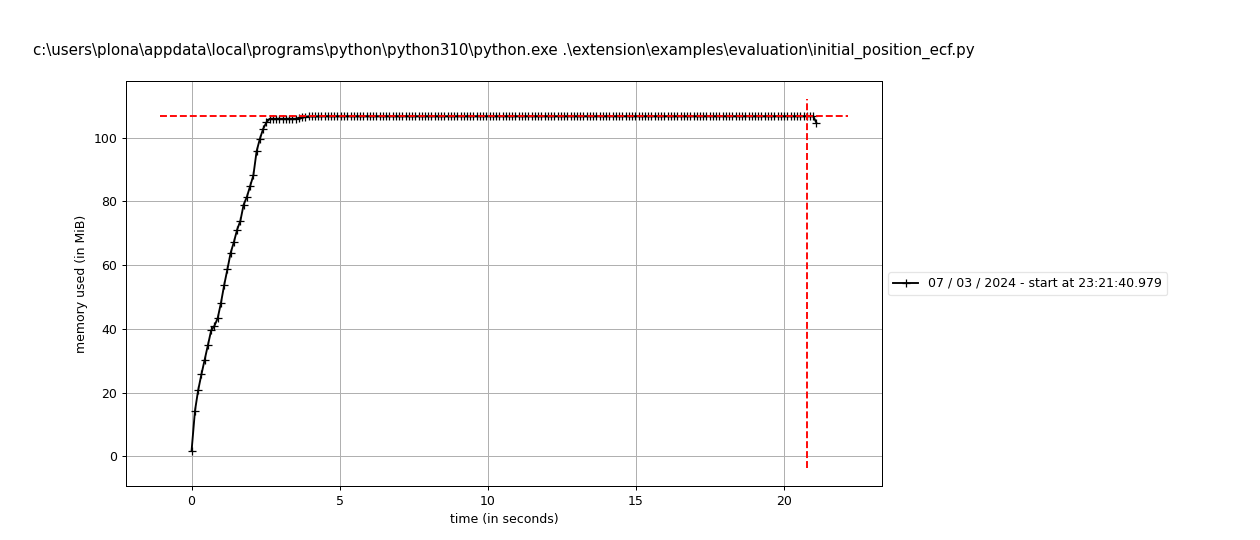 c:\users\plona\appdata\local\programs\python\python310\python.exe .\extension\examples\evaluation\initial_position_ecf.py
100
80
60
40
20
0
memory used (in MiB)
0 5 10 15 20
time (in seconds)
07 / 03 / 2024 - start at 23:21:40.979